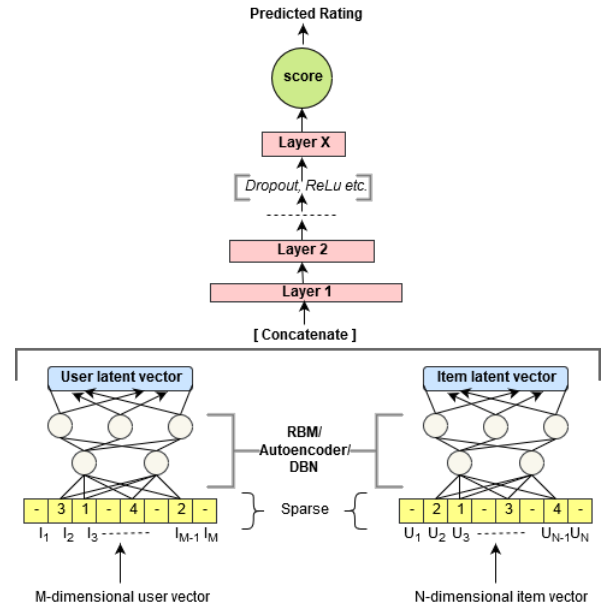 Predicted Rating
score
Layer X
[Dropout, ReLu etc.]
Layer 2
Layer 1
[ Concatenate ]
User latent vector
Item latent vector
RBM/
Autoencoder/
DBN
- 3 1 - 4 - 2 -
Sparse
- 2 1 - 3 - 4 -
I1 I2 I3 ------- IM-1 IM
U1 U2 U3 ------- UN-1 UN
M-dimensional user vector
N-dimensional item vector